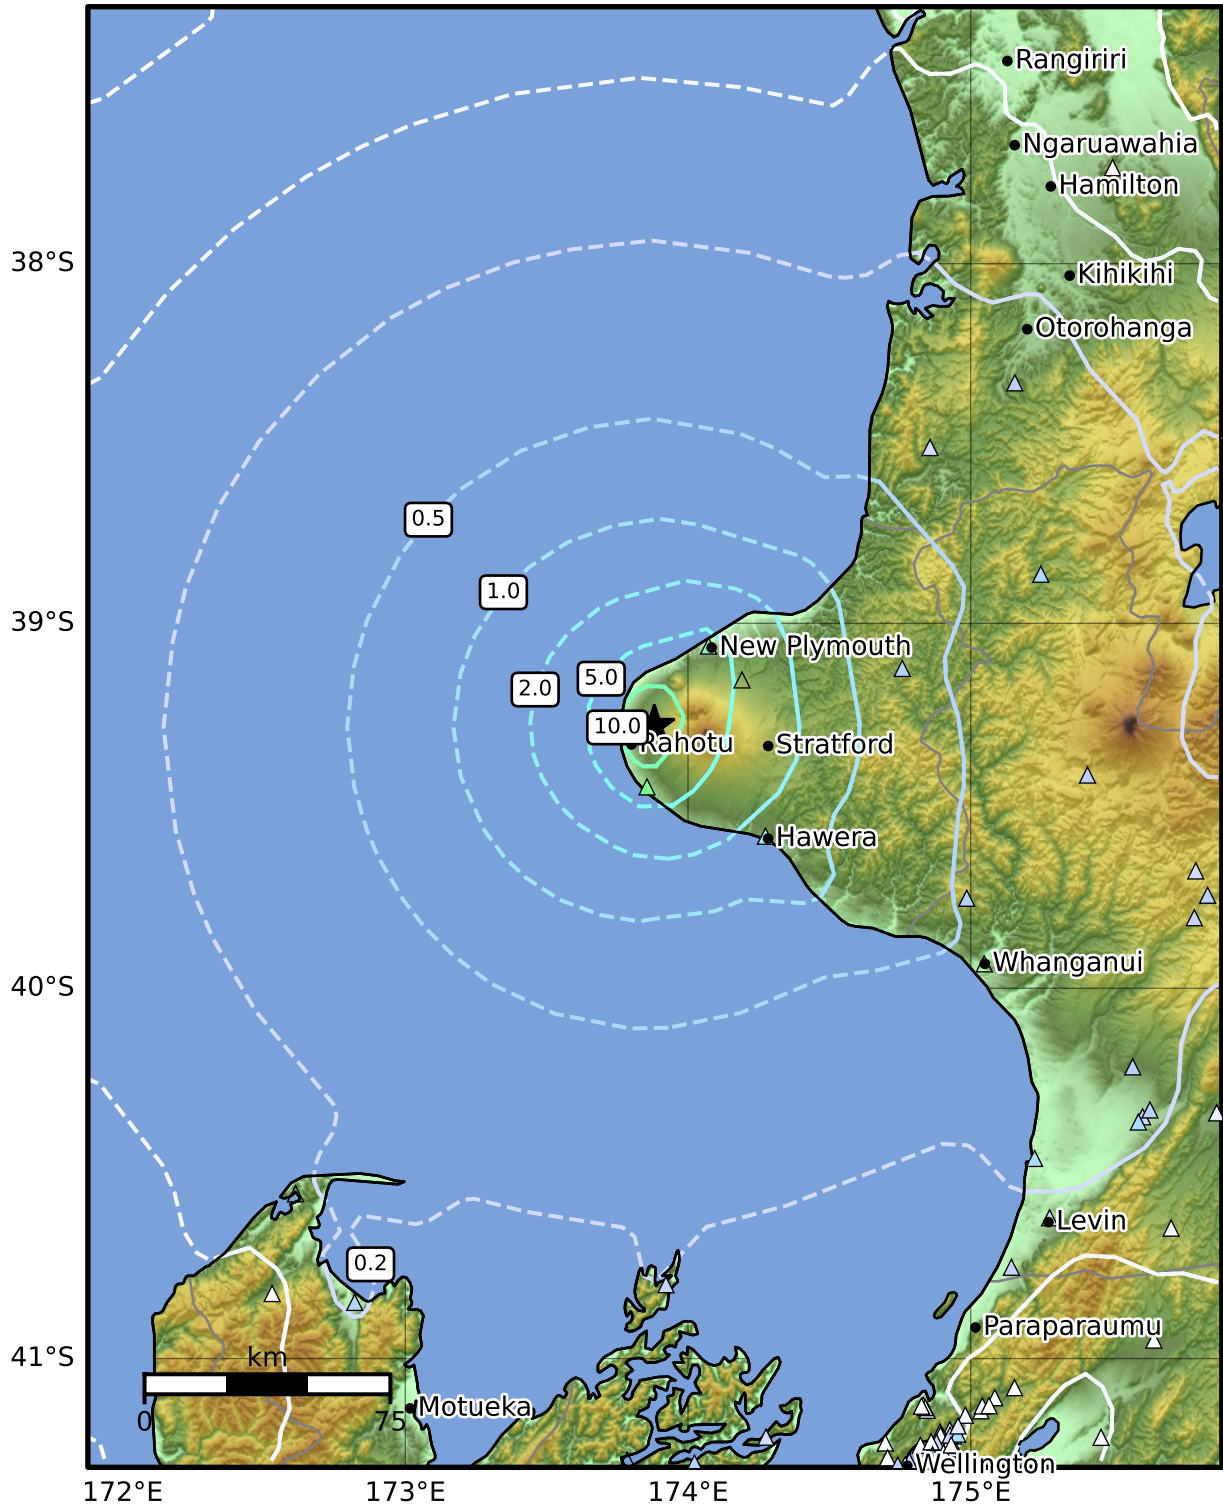 Rangiriri
Ngaruawahia
Hamilton
38°S
Kihikihi
Otorohanga
0.5
1.0
39°S
New Plymouth
5.0
2.0
10.0
Rahotu
Stratford
Hawera
Whanganui
40°S
Levin
0.2
Paraparaumu
41°S
km
0
75
Motueka
Wellington
172°E
173°E
174°E
175°E